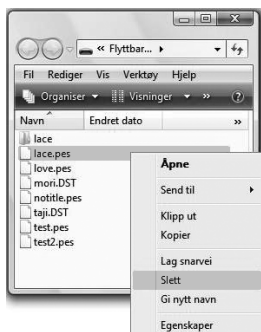 « Flyttbar...
Fil Rediger Vis Verktøy Hjelp
Organiser Visninger »
Navn Endret dato »
lace
lace.pes
love.pes
mori.DST
notitle.pes
taji.DST
test.pes
test2.pes
Åpne
Send til
Klipp ut
Kopier
Lag snarvei
Slett
Gi nytt navn
Egenskaper